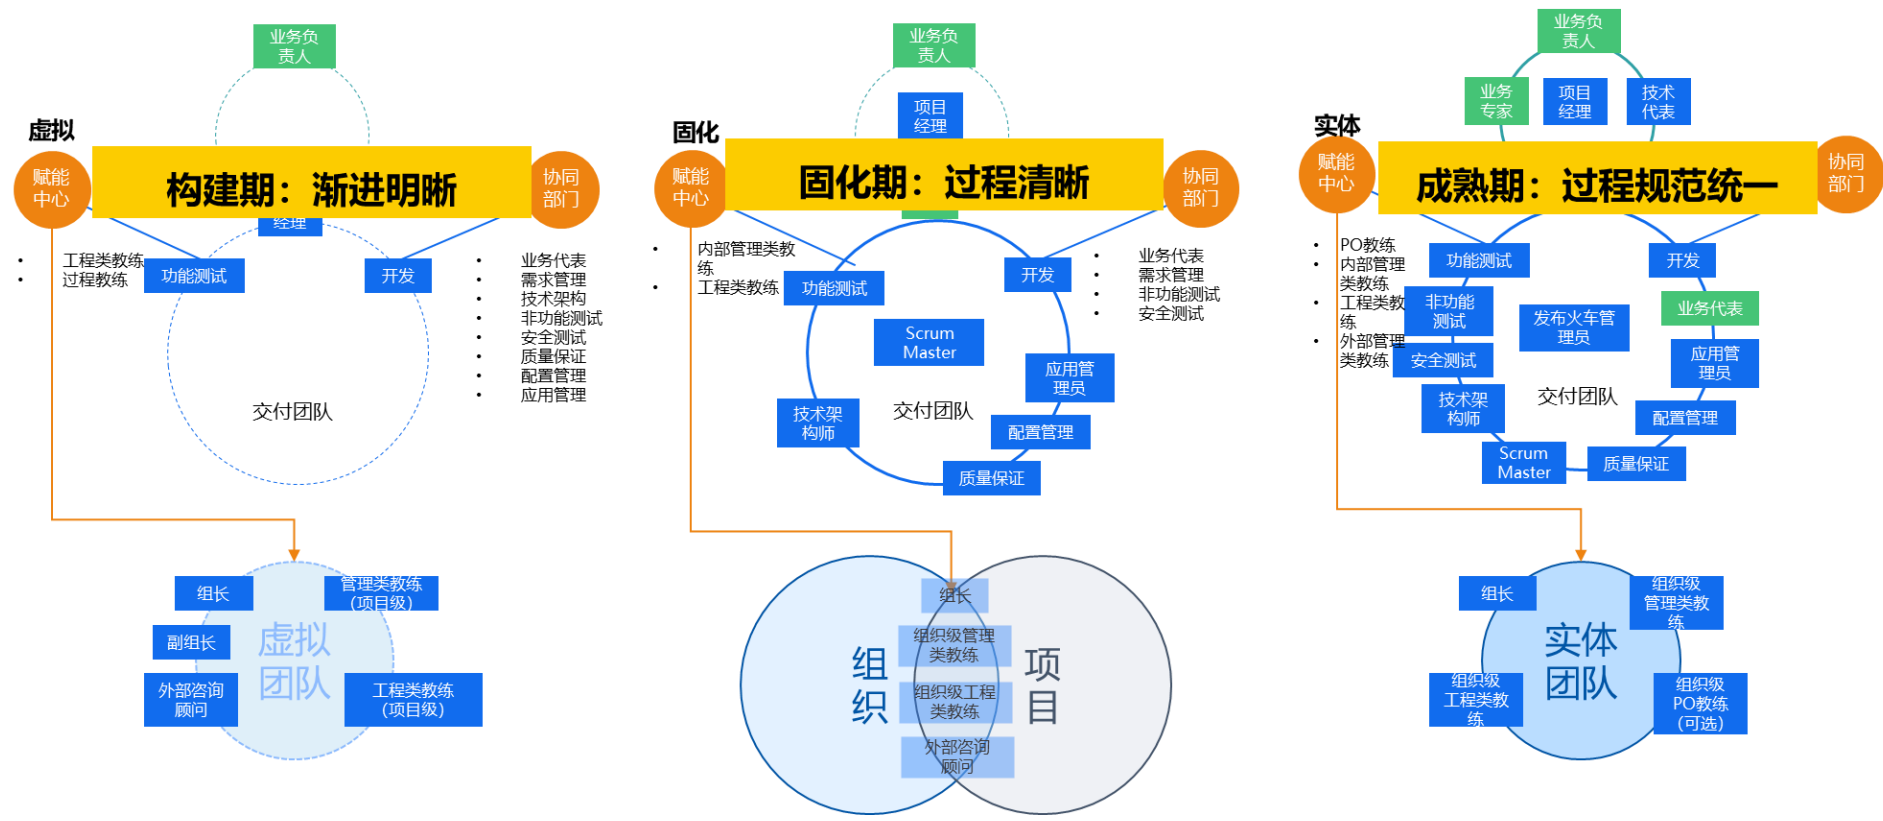 业务负
责人
虚拟
赋能
中心
构建期：渐进明晰
协同
部门
经理
工程类教练
过程教练
功能测试
开发
业务代表
需求管理
技术架构
非功能测试
安全测试
质量保证
配置管理
应用管理
交付团队
组长
管理类教练
（项目级）
副组长
虚拟
团队
外部咨询
顾问
工程类教练
（项目级）
业务负
责人
项目
经理
固化
赋能
中心
固化期：过程清晰
协同
部门
内部管理类教
练
工程类教练
功能测试
开发
业务代表
需求管理
非功能测试
安全测试
Scrum
Master
应用管
理员
技术架
构师
交付团队
配置管理
质量保证
组长
组织级管理
类教练
组织
项目
组织级工程
类教练
外部咨询
顾问
业务负
责人
业务
专家
项目
经理
技术
代表
实体
赋能
中心
成熟期：过程规范统一
协同
部门
PO教练
内部管理
类教练
工程类教
练
外部管理
类教练
功能测试
开发
非功能
测试
发布火车管
理员
业务代表
安全测试
应用管
理员
技术架
构师
交付团队
配置管理
Scrum
Master
质量保证
组长
组织级
管理类教
练
实体
团队
组织级
工程类教
练
组织级
PO教练
（可选）